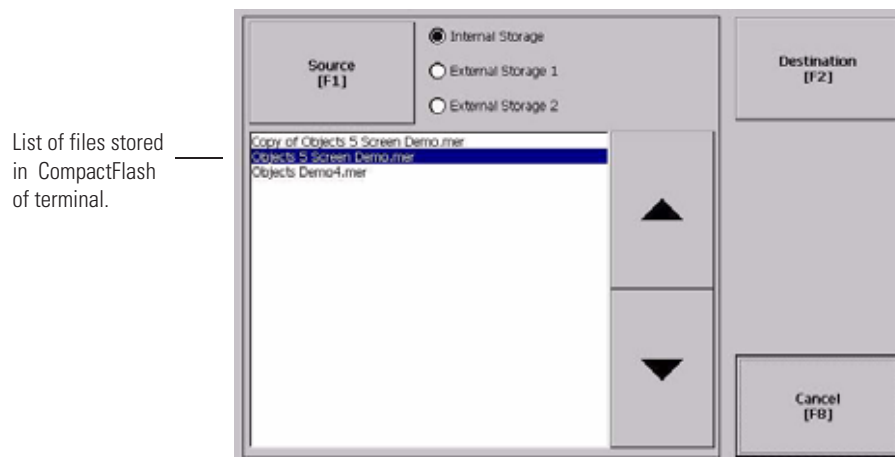 List of files stored
in CompactFlash
of terminal.
Source
[F1]
Internal Storage
External Storage 1
External Storage 2
Destination
[F2]
Copy of Objects 5 Screen Demo.mer
Objects 5 Screen Demo.mer
Objects Demo4.mer
Cancel
[F8]